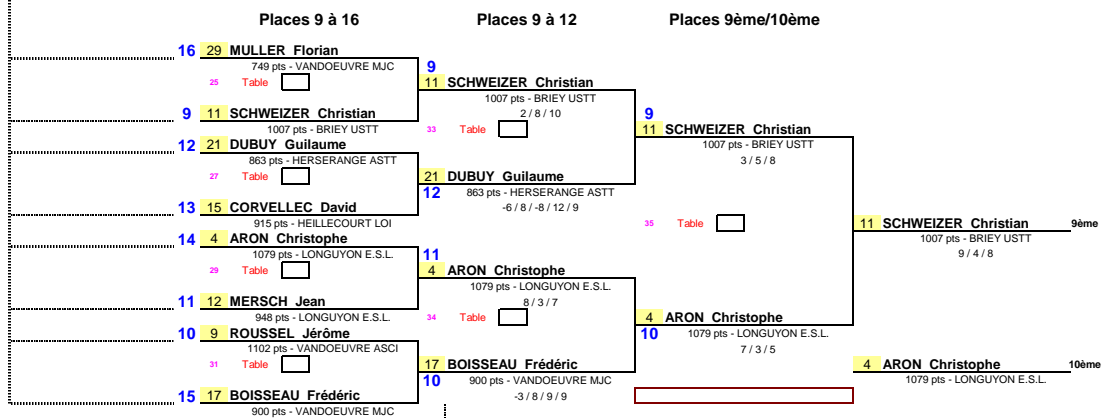 Places 9 à 16
Places 9 à 12
Places 9ème/10ème
16 29 MULLER Florian
749 pts - VANDOEUVRE MJC
25 Table
9 11 SCHWEIZER Christian
1007 pts - BRIEY USTT
12 21 DUBUY Guilaume
863 pts - HERSERANGE ASTT
27 Table
13 15 CORVELLEC David
915 pts - HEILLECOURT LOI
14 4 ARON Christophe
1079 pts - LONGUYON E.S.L.
29 Table
11 12 MERSCH Jean
948 pts - LONGUYON E.S.L.
10 9 ROUSSEL Jérôme
1102 pts - VANDOEUVRE ASCI
31 Table
15 17 BOISSEAU Frédéric
900 pts - VANDOEUVRE MJC
9
11 SCHWEIZER Christian
1007 pts - BRIEY USTT
2 / 8 / 10
33 Table
21 DUBUY Guilaume
12 863 pts - HERSERANGE ASTT
-6 / 8 / -8 / 12 / 9
11
4 ARON Christophe
1079 pts - LONGUYON E.S.L.
8 / 3 / 7
34 Table
17 BOISSEAU Frédéric
10 900 pts - VANDOEUVRE MJC
-3 / 8 / 9 / 9
9
11 SCHWEIZER Christian
1007 pts - BRIEY USTT
3 / 5 / 8
35 Table
4 ARON Christophe
10 1079 pts - LONGUYON E.S.L.
7 / 3 / 5
11 SCHWEIZER Christian 9ème
1007 pts - BRIEY USTT
9 / 4 / 8
4 ARON Christophe 10ème
1079 pts - LONGUYON E.S.L.